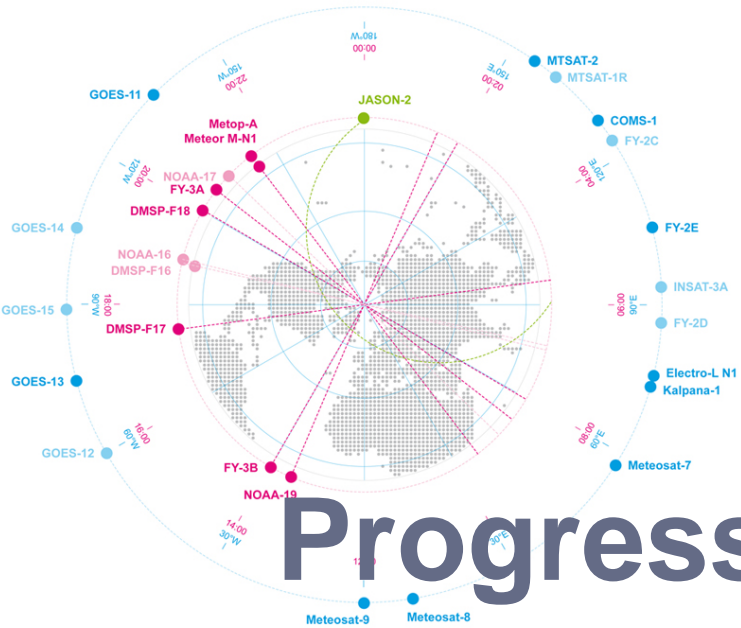 180°W
00:00
150°W
22:00
150°E
02:00
MTSAT-2
MTSAT-1R
GOES-11
JASON-2
COMS-1
FY-2C
Metop-A
Meteor M-N1
120°W
20:00
120°E
04:00
NOAA-17
FY-3A
DMSP-F18
GOES-14
FY-2E
NOAA-16
DMSP-F16
INSAT-3A
GOES-15
90°W
18:00
06:00
90°E
FY-2D
DMSP-F17
GOES-13
Electro-L N1
Kalpana-1
16:00
60°W
08:00
60°E
GOES-12
FY-3B
NOAA-19
Meteosat-7
14:00
30°W
Progress
Meteosat-9
Meteosat-8